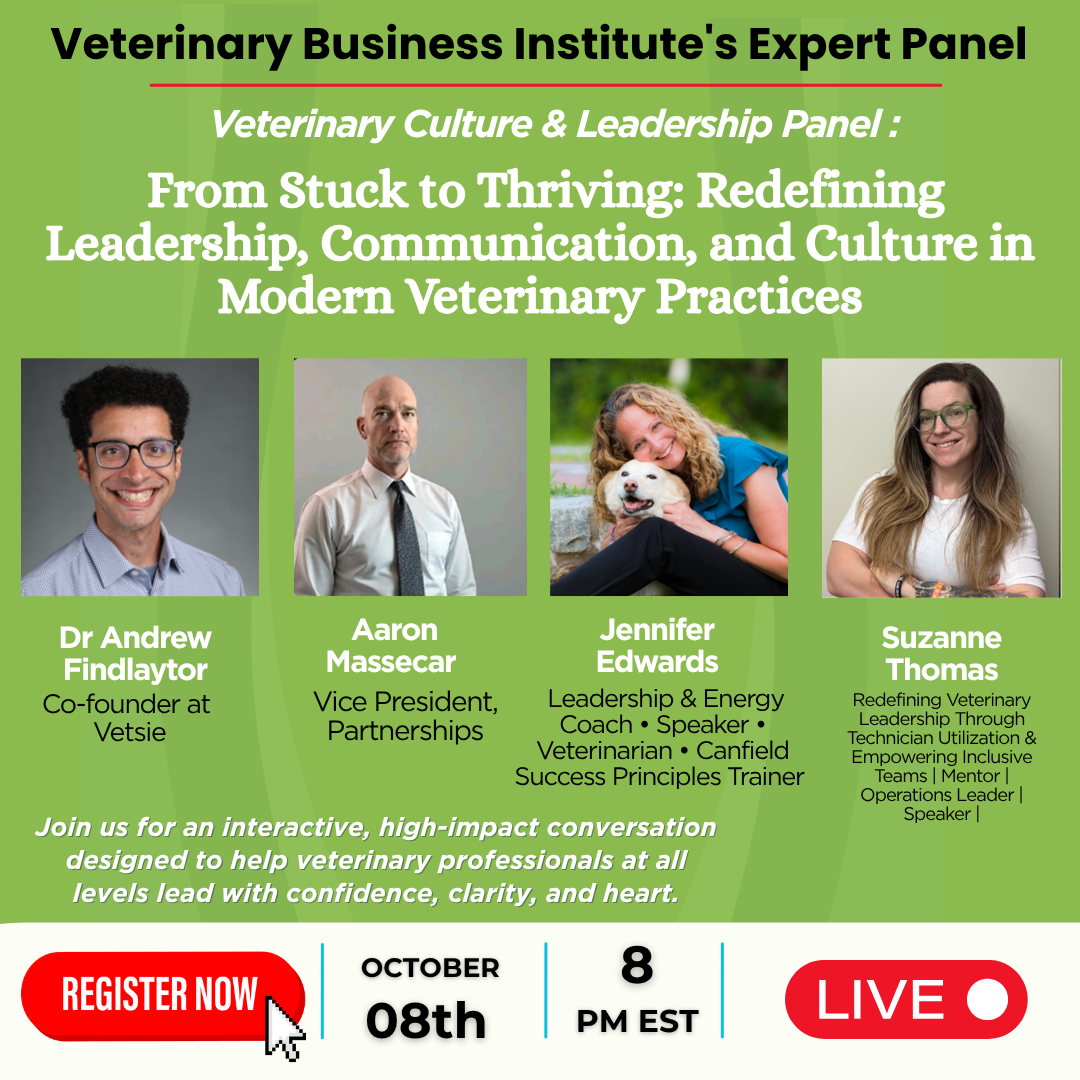 Veterinary Business Institute's Expert Panel
Veterinary Culture & Leadership Panel :
From Stuck to Thriving: Redefining
Leadership, Communication, and Culture in
Modern Veterinary Practices
Dr Andrew
Findlaytor
Co-founder at
Vetsie
Aaron
Massecar
Vice President,
Partnerships
Jennifer
Edwards
Leadership & Energy
Coach • Speaker •
Veterinarian • Canfield
Success Principles Trainer
Suzanne
Thomas
Redefining Veterinary
Leadership Through
Technician Utilization &
Empowering Inclusive
Teams | Mentor |
Operations Leader |
Speaker |
Join us for an interactive, high-impact conversation
designed to help veterinary professionals at all
levels lead with confidence, clarity, and heart.
REGISTER NOW
OCTOBER
08th
8
PM EST
LIVE